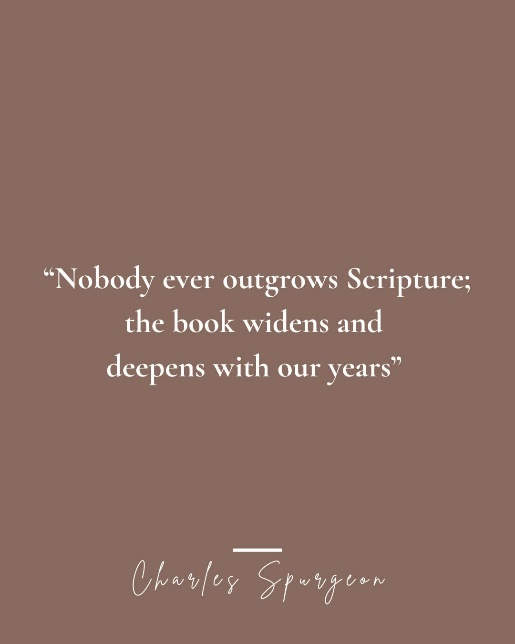 “Nobody ever outgrows Scripture;
the book widens and
deepens with our years”
Charles Spurgeon